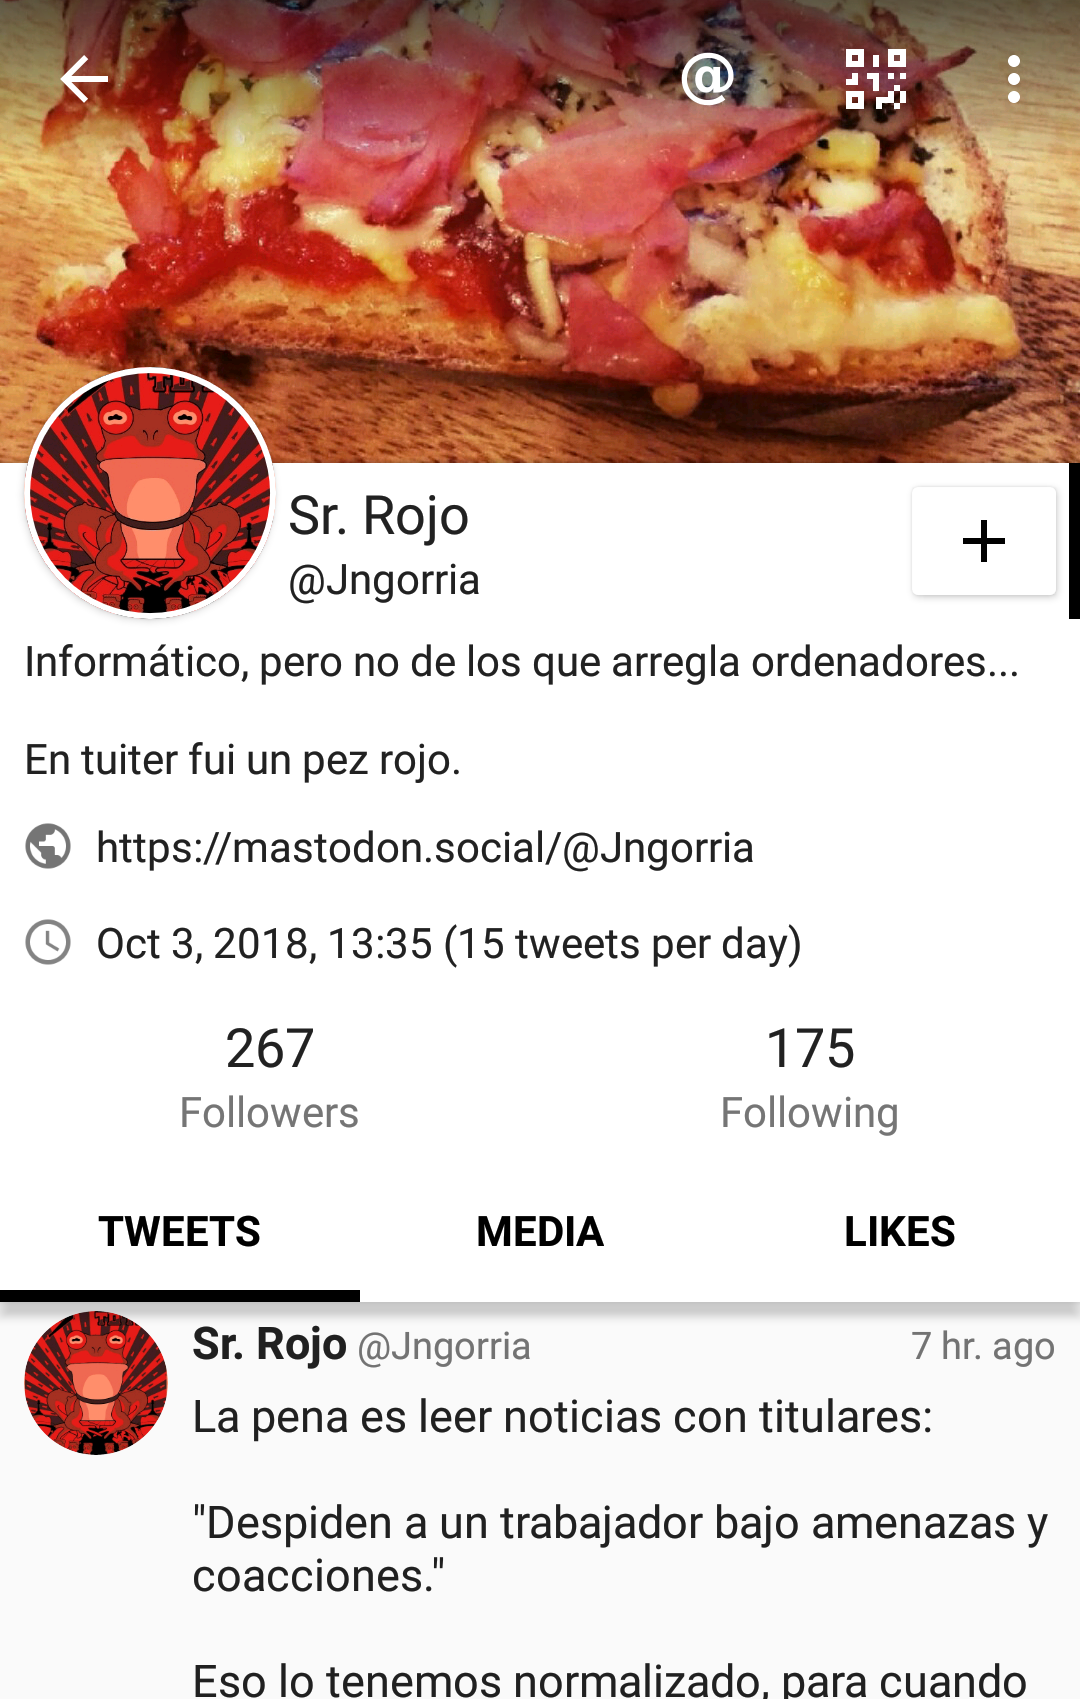 @
Sr. Rojo
@Jngorria
Informático, pero no de los que arregla ordenadores...
En tuiter fui un pez rojo.
https://mastodon.social/@Jngorria
Oct 3, 2018, 13:35 (15 tweets per day)
267
Followers
175
Following
TWEETS
MEDIA
LIKES
Sr. Rojo @Jngorria 7 hr. ago
La pena es leer noticias con titulares:
"Despiden a un trabajador bajo amenazas y
coacciones."
Eso lo tenemos normalizado, para cuando